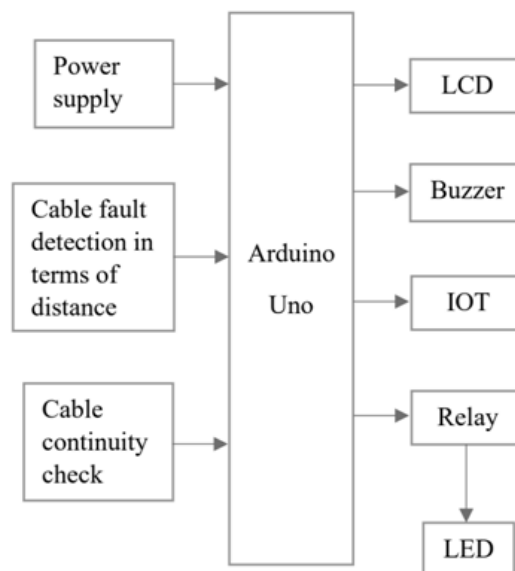 Power
supply
Cable fault
detection in
terms of
distance
Cable
continuity
check
Arduino
Uno
LCD
Buzzer
IOT
Relay
LED